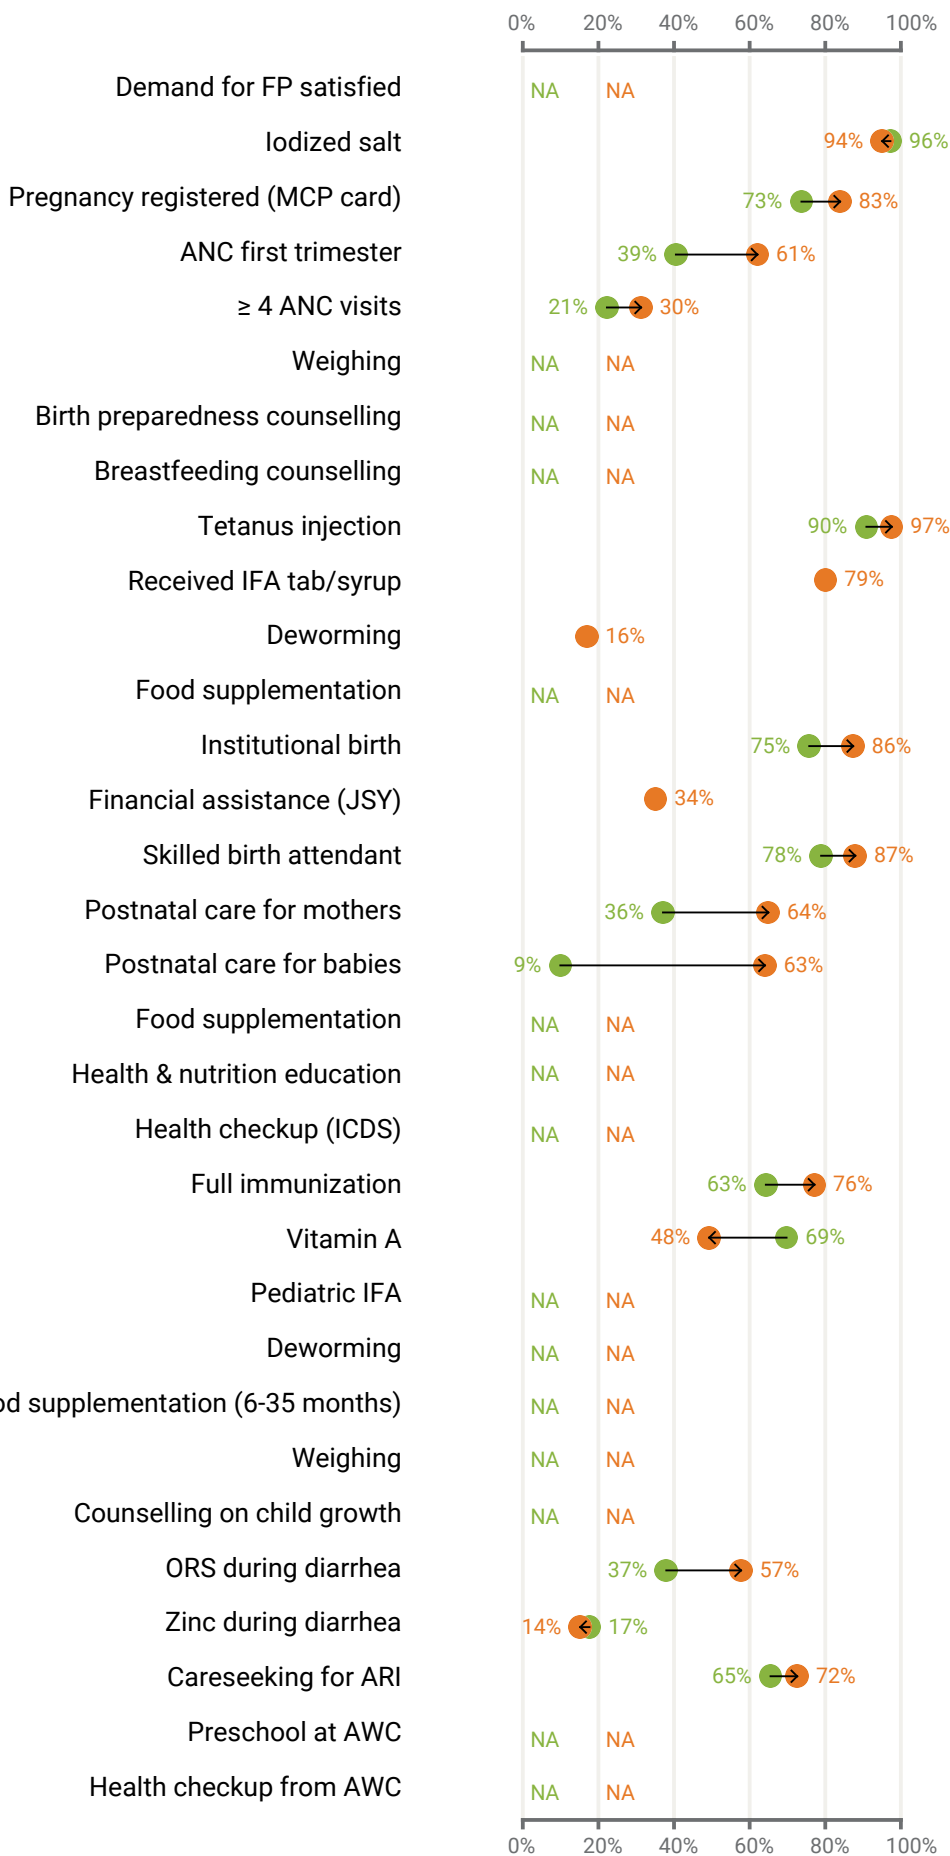 0% 20% 40% 60% 80% 100%
Demand for FP satisfied NA NA
Iodized salt 94% 96%
Pregnancy registered (MCP card) 73% 83%
ANC first trimester 39% 61%
≥ 4 ANC visits 21% 30%
Weighing NA NA
Birth preparedness counselling NA NA
Breastfeeding counselling NA NA
Tetanus injection 90% 97%
Received IFA tab/syrup 79%
Deworming 16%
Food supplementation NA NA
Institutional birth 75% 86%
Financial assistance (JSY) 34%
Skilled birth attendant 78% 87%
Postnatal care for mothers 36% 64%
Postnatal care for babies 9% 63%
Food supplementation NA NA
Health & nutrition education NA NA
Health checkup (ICDS) NA NA
Full immunization 63% 76%
Vitamin A 48% 69%
Pediatric IFA NA NA
Deworming NA NA
od supplementation (6-35 months) NA NA
Weighing NA NA
Counselling on child growth NA NA
ORS during diarrhea 37% 57%
Zinc during diarrhea 14% 17%
Careseeking for ARI 65% 72%
Preschool at AWC NA NA
Health checkup from AWC NA NA
0% 20% 40% 60% 80% 100%